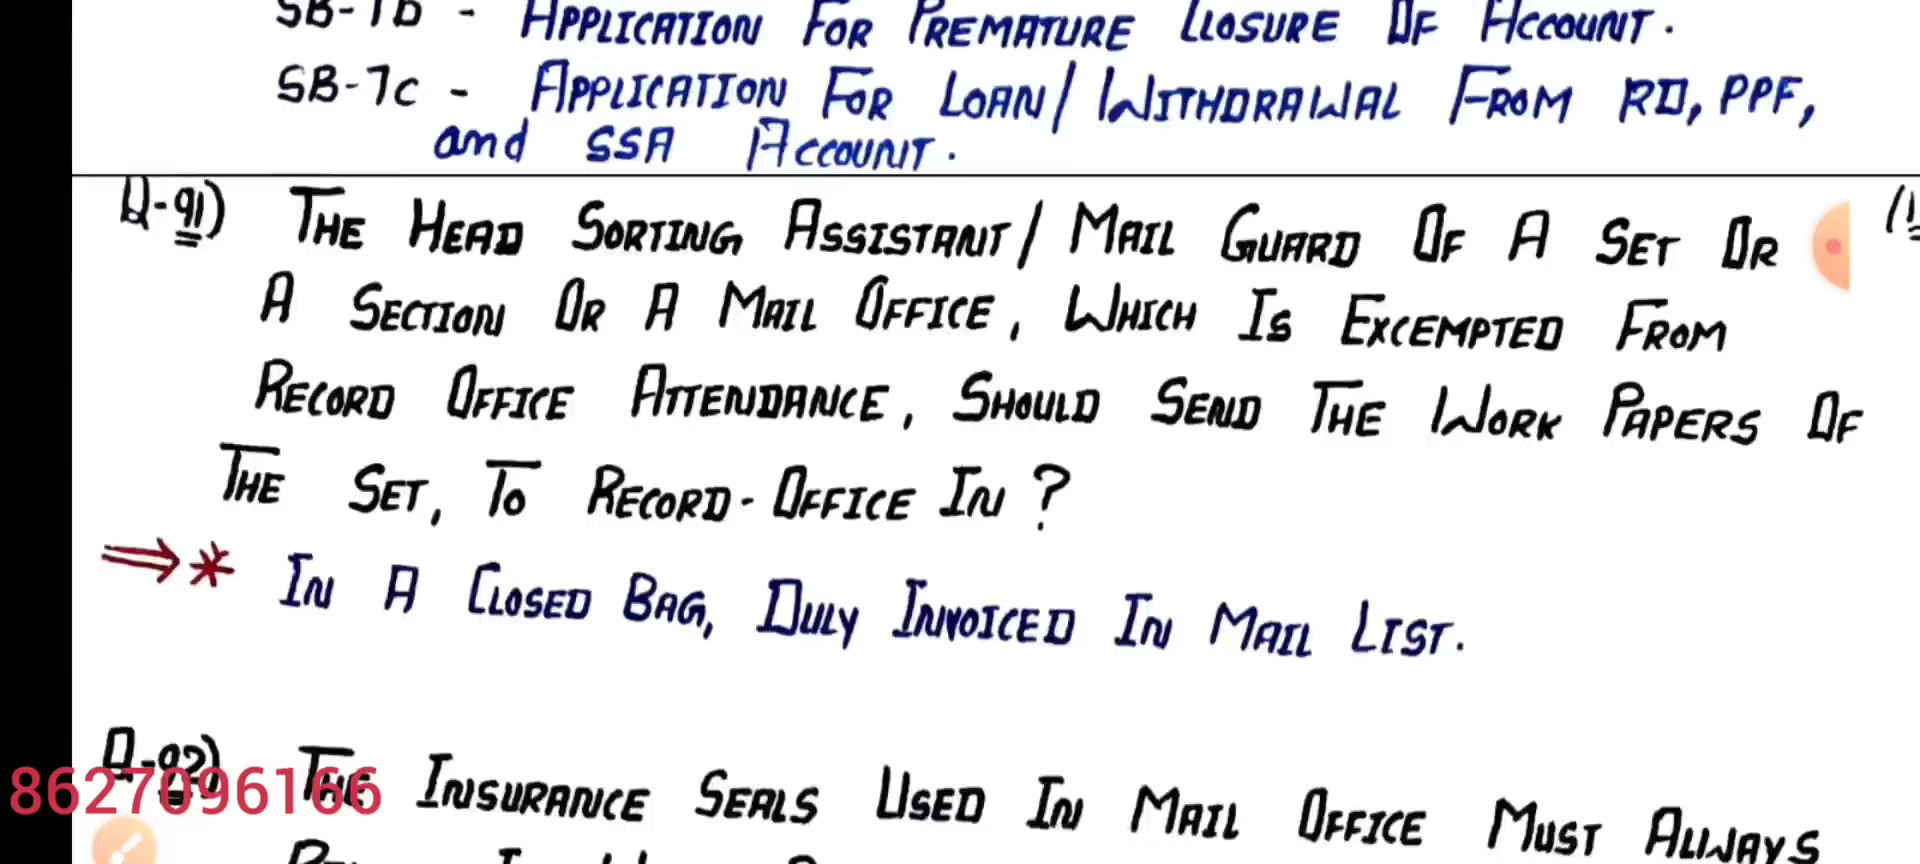 SB-7b - Application For Premature Closure Of Account.
SB-7c - Application For Loan/Withdrawal From RD, PPF,
and SSA Account.
Q-91) The Head Sorting Assistant/Mail Guard Of A Set Or
A Section Or A Mail Office, Which Is Excempted From
Record Office Attendance, Should Send The Work Papers Of
The Set, To Record-Office In ?
⇒* In A Closed Bag, Duly Invoiced In Mail List.
Q-92) The Insurance Seals Used In Mail Office Must Always
8627096166